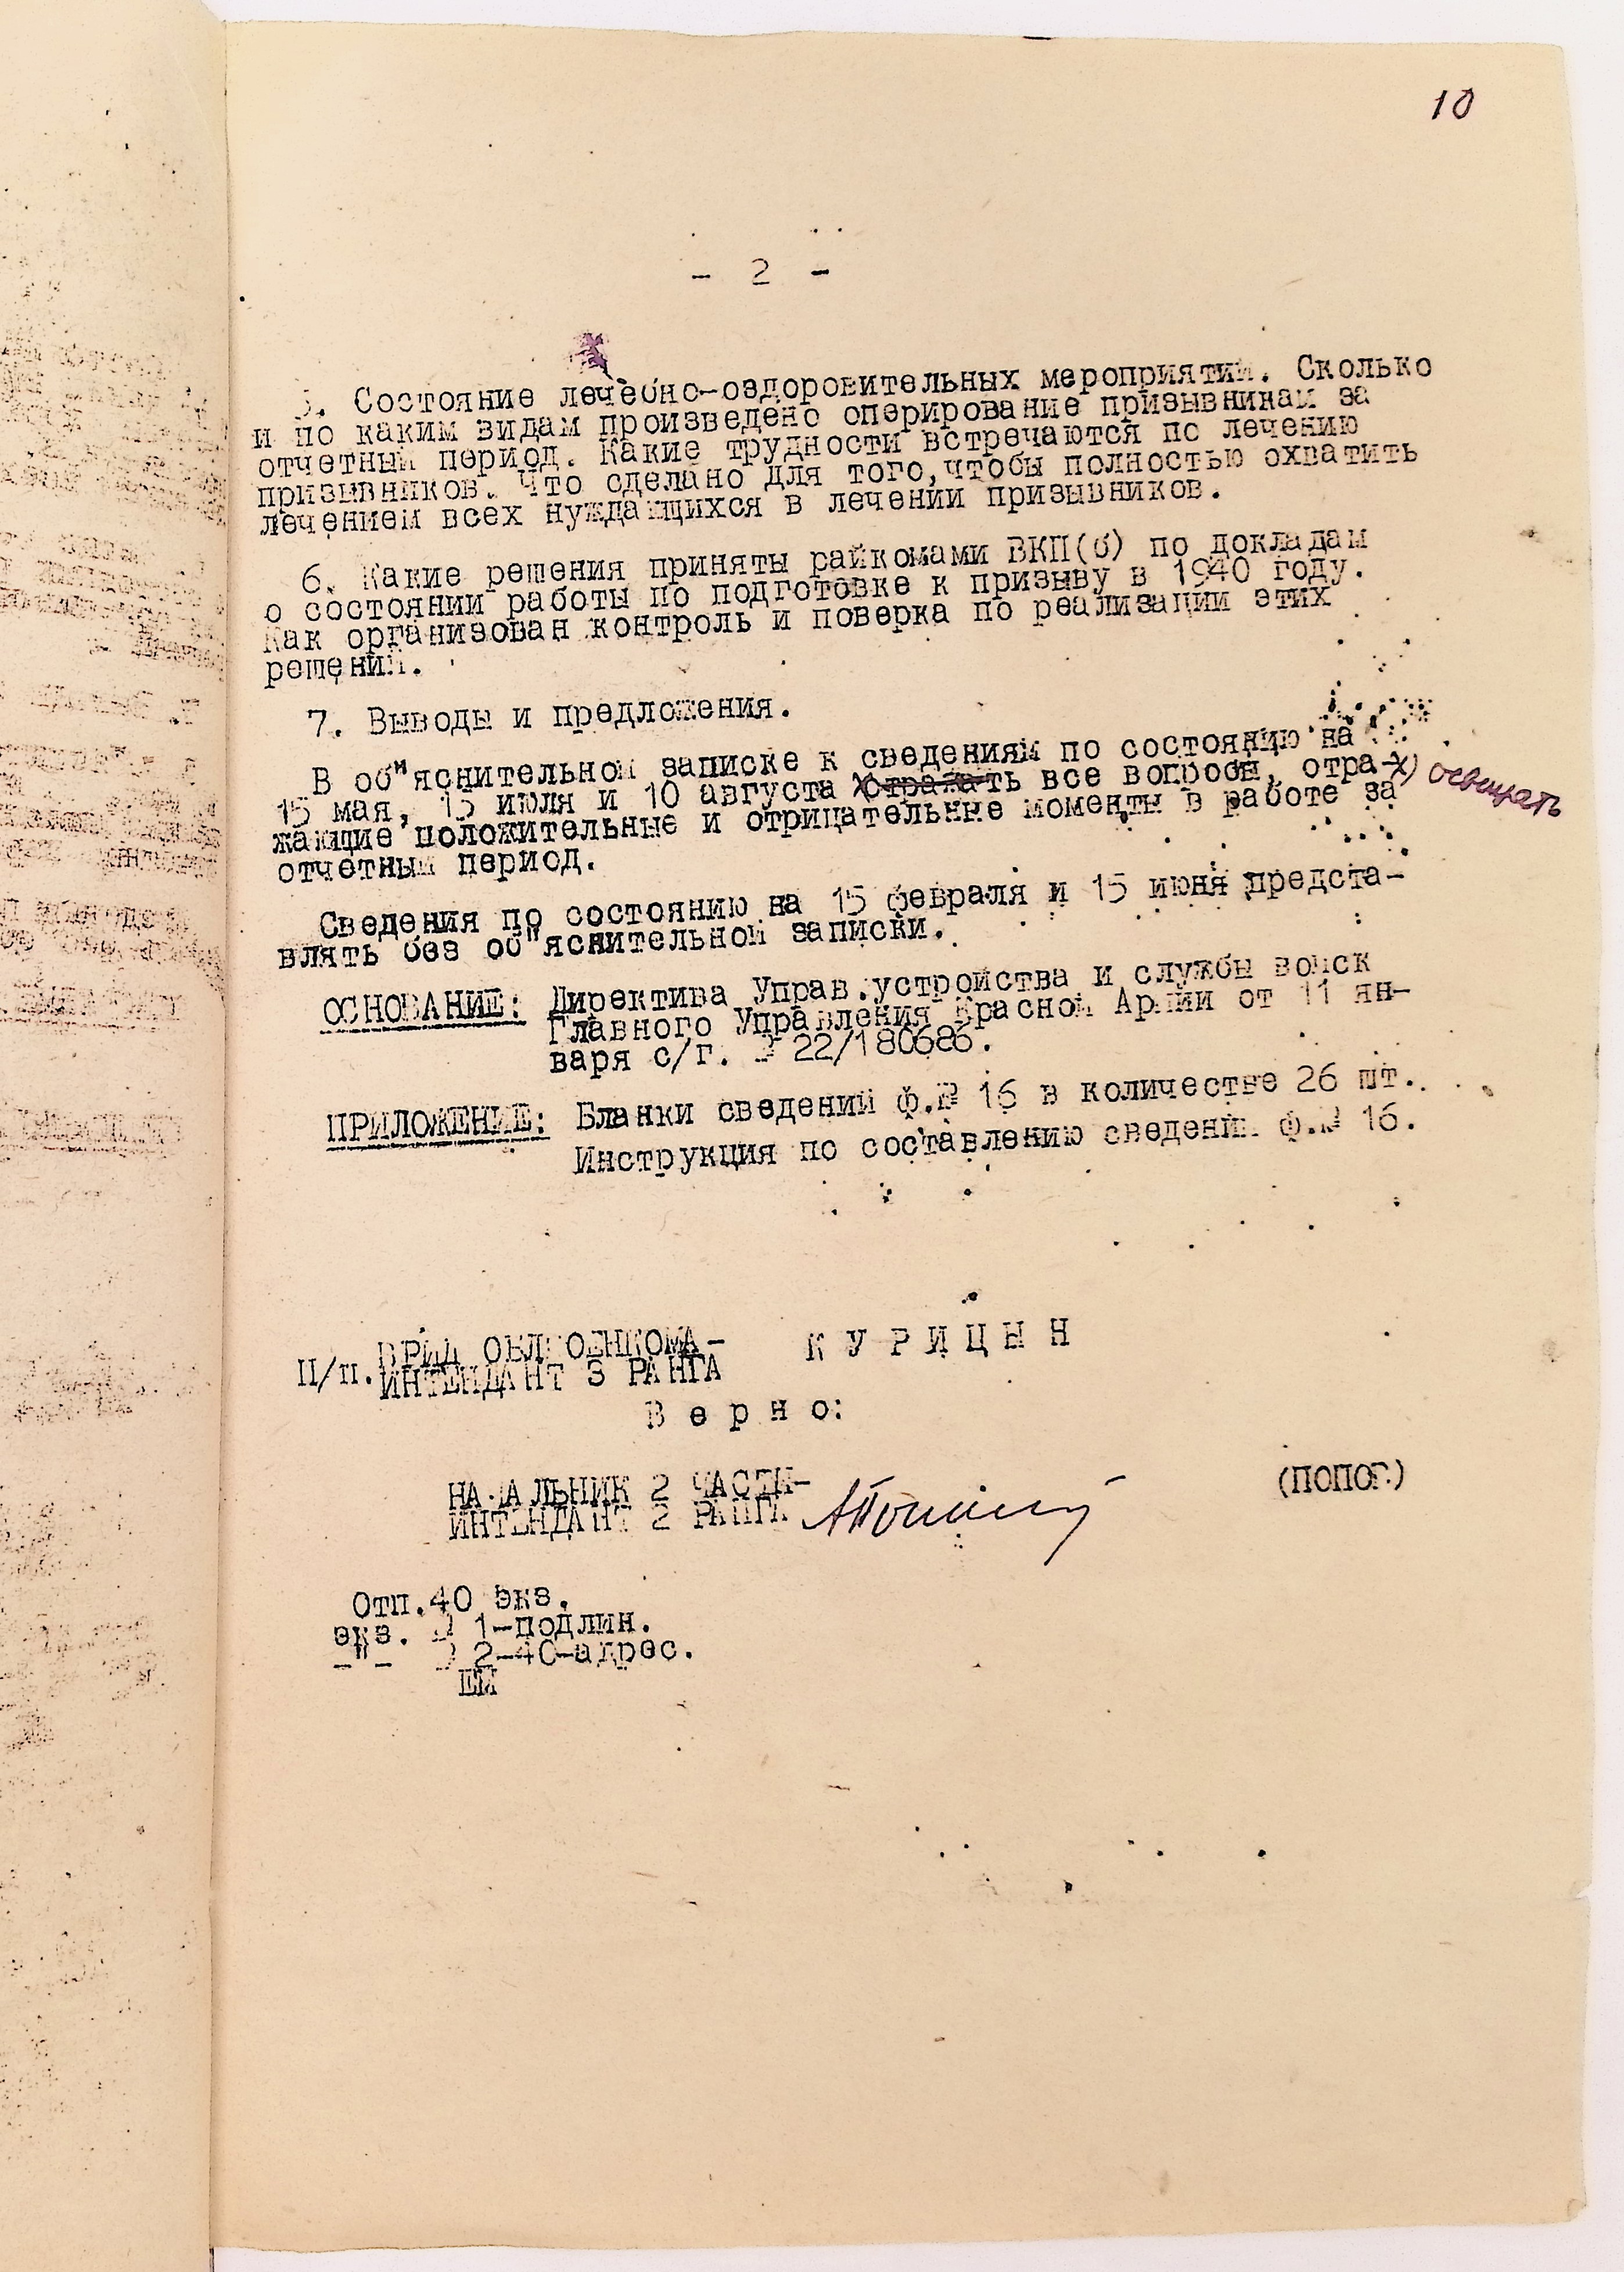 10
- 2 -
5. Состояние лечебно-оздоровительных мероприятий. Сколько
и по каким видам произведено оперирование призывникам за
отчетный период. Какие трудности встречаются по лечению
призывников. Что сделано для того, чтобы полностью охватить
лечением всех нуждающихся в лечении призывников.
6. Какие решения приняты райкомами ВКП(б) по докладам
о состоянии работы по подготовке к призыву в 1940 году.
Как организован контроль и поверка по реализации этих
решений.
7. Выводы и предложения.
В об"яснительной записке к сведениям по состоянию на
15 мая, 15 июля и 10 августа х) отражать все вопросы, отра- х) освещать
жающие положительные и отрицательные моменты в работе за
отчетный период.
Сведения по состоянию на 15 февраля и 15 июня предста-
влять без об"яснительной записки.
ОСНОВАНИЕ: Директива Управ.устройства и службы войск
Главного Управления Красной Армии от 11 ян-
варя с/г. № 22/180686.
ПРИЛОЖЕНИЕ: Бланки сведений ф.№ 16 в количестве 26 шт.
Инструкция по составлению сведений ф.№ 16.
ВРИД ОБЛВОЕНКОМА- КУРИЦЫН
П/п. ИНТЕНДАНТ 3 РАНГА
Верно:
НАЧАЛЬНИК 2 ЧАСТИ- (ПОПОГ.)
ИНТЕНДАНТ 2 РАНГА
Отп.40 экз.
экз. № 1-подлин.
-"- № 2-40-адрес.
ЕМ